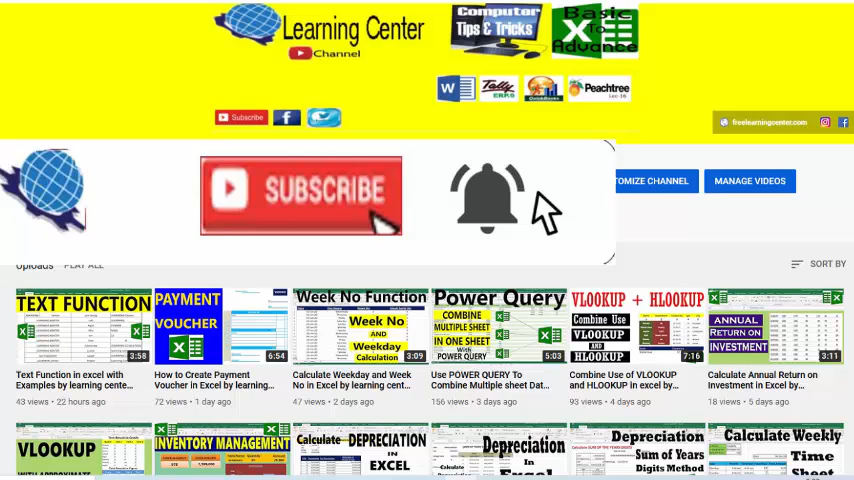 Learning Center
Channel
Computer
Tips & Tricks
Basic
To
Advance
Tally
ERP.9
QuickBooks
Peachtree
Subscribe
freelearningcenter.com
SUBSCRIBE
TOMIZE CHANNEL
MANAGE VIDEOS
Uploads PLAY ALL
SORT BY
TEXT FUNCTION
3:58
PAYMENT
VOUCHER
6:54
Week No Function
Week No
AND
Weekday
Calculation
3:09
Power Query
COMBINE
MULTIPLE SHEET
IN ONE SHEET
With
POWER QUERY
5:03
VLOOKUP + HLOOKUP
Combine Use
VLOOKUP
AND
HLOOKUP
7:16
ANNUAL
RETURN ON
INVESTMENT
3:11
Text Function in excel with
Examples by learning cente...
43 views • 22 hours ago
How to Create Payment
Voucher in Excel by learning...
72 views • 1 day ago
Calculate Weekday and Week
No in Excel by learning cent...
47 views • 2 days ago
Use POWER QUERY To
Combine Multiple sheet Dat...
156 views • 3 days ago
Combine Use of VLOOKUP
and HLOOKUP in excel by...
93 views • 4 days ago
Calculate Annual Return on
Investment in Excel by...
18 views • 5 days ago
VLOOKUP
WITH APPROXIMATE
INVENTORY MANAGEMENT
Calculate DEPRECIATION
IN
EXCEL
Depreciation
In
Excel
Depreciation
Sum of Years
Digits Method
Calculate Weekly
Time
Sheet